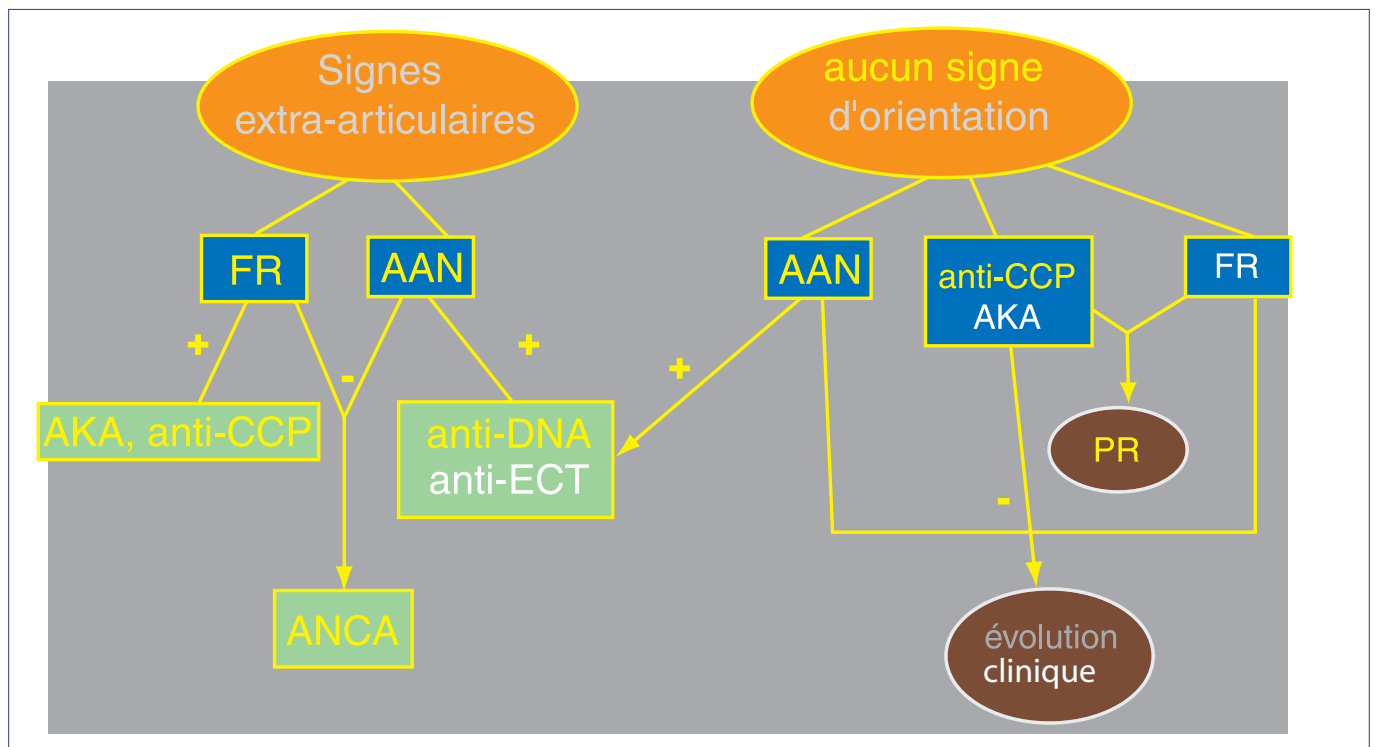 Signes
extra-articulaires
aucun signe
d'orientation
FR
AAN
AAN
anti-CCP
AKA
FR
+
-
+
+
AKA, anti-CCP
anti-DNA
anti-ECT
PR
-
ANCA
évolution
clinique